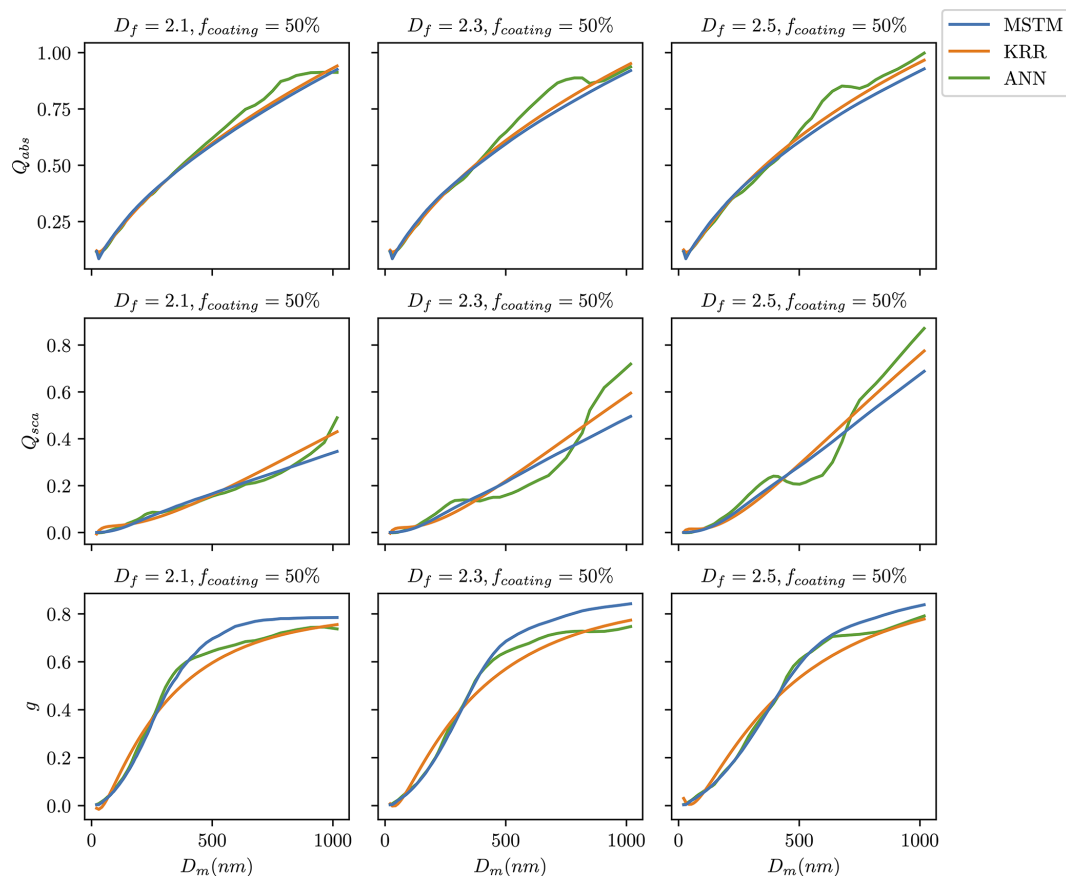 D_f = 2.1, f_coating = 50%
D_f = 2.3, f_coating = 50%
D_f = 2.5, f_coating = 50%
MSTM
KRR
ANN
1.00
0.75
0.50
0.25
Q_abs
D_f = 2.1, f_coating = 50%
D_f = 2.3, f_coating = 50%
D_f = 2.5, f_coating = 50%
0.8
0.6
0.4
0.2
0.0
Q_sca
D_f = 2.1, f_coating = 50%
D_f = 2.3, f_coating = 50%
D_f = 2.5, f_coating = 50%
0.8
0.6
0.4
0.2
0.0
g
0 500 1000
0 500 1000
0 500 1000
D_m(nm)
D_m(nm)
D_m(nm)